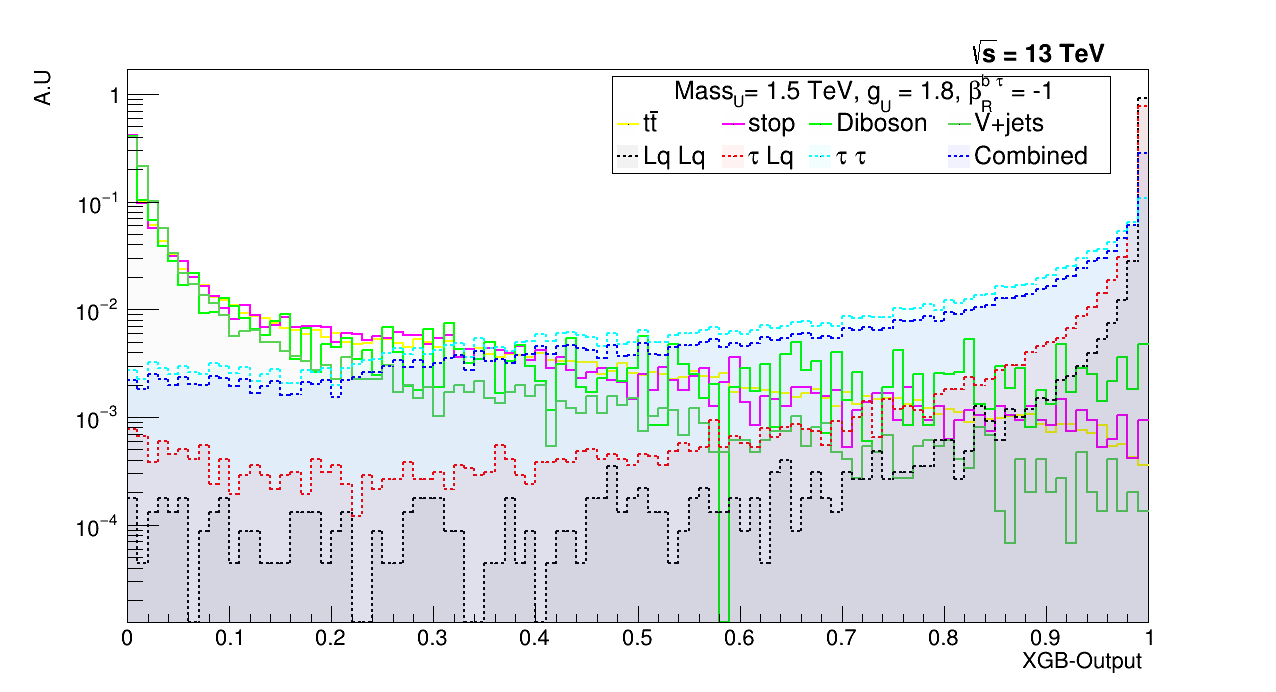 √s = 13 TeV
A.U
Mass_U= 1.5 TeV, g_U = 1.8, β_R^{b τ} = -1
tt̄ stop Diboson V+jets
Lq Lq τ Lq τ τ Combined
1
10⁻¹
10⁻²
10⁻³
10⁻⁴
0 0.1 0.2 0.3 0.4 0.5 0.6 0.7 0.8 0.9 1
XGB-Output